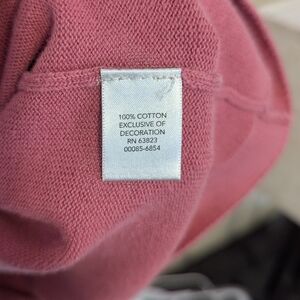 100% COTTON
EXCLUSIVE OF
DECORATION
RN 63823
00085-6854